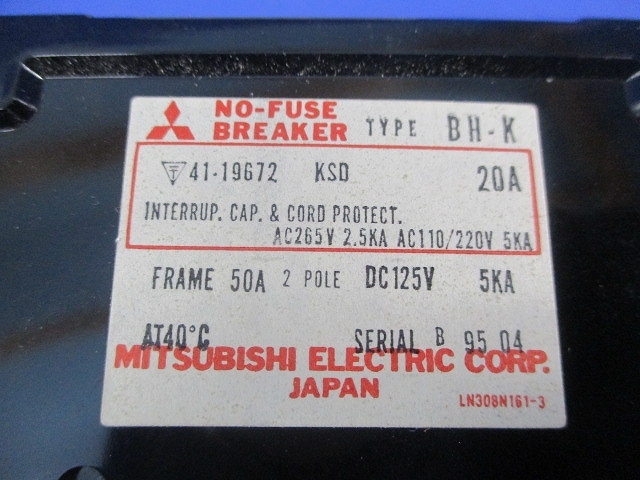 NO-FUSE
BREAKER TYPE BH-K
41-19672 KSD 20A
INTERRUP. CAP. & CORD PROTECT.
AC265V 2.5KA AC110/220V 5KA
FRAME 50A 2 POLE DC125V 5KA
AT40°C SERIAL B 95 04
MITSUBISHI ELECTRIC CORP.
JAPAN
LN308N161-3